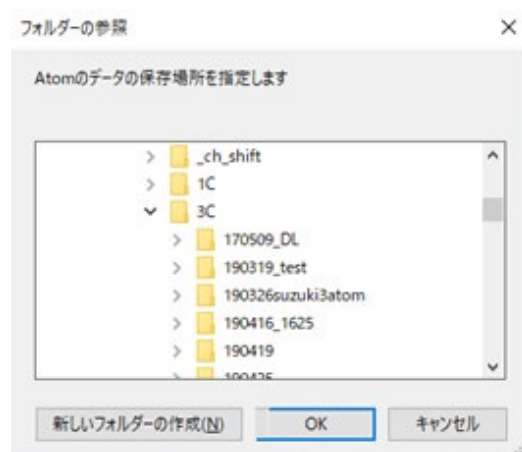 フォルダーの参照
Atomのデータの保存場所を指定します
_ch_shift
1C
3C
170509_DL
190319_test
190326suzuki3atom
190416_1625
190419
190425
新しいフォルダーの作成(N)
OK
キャンセル